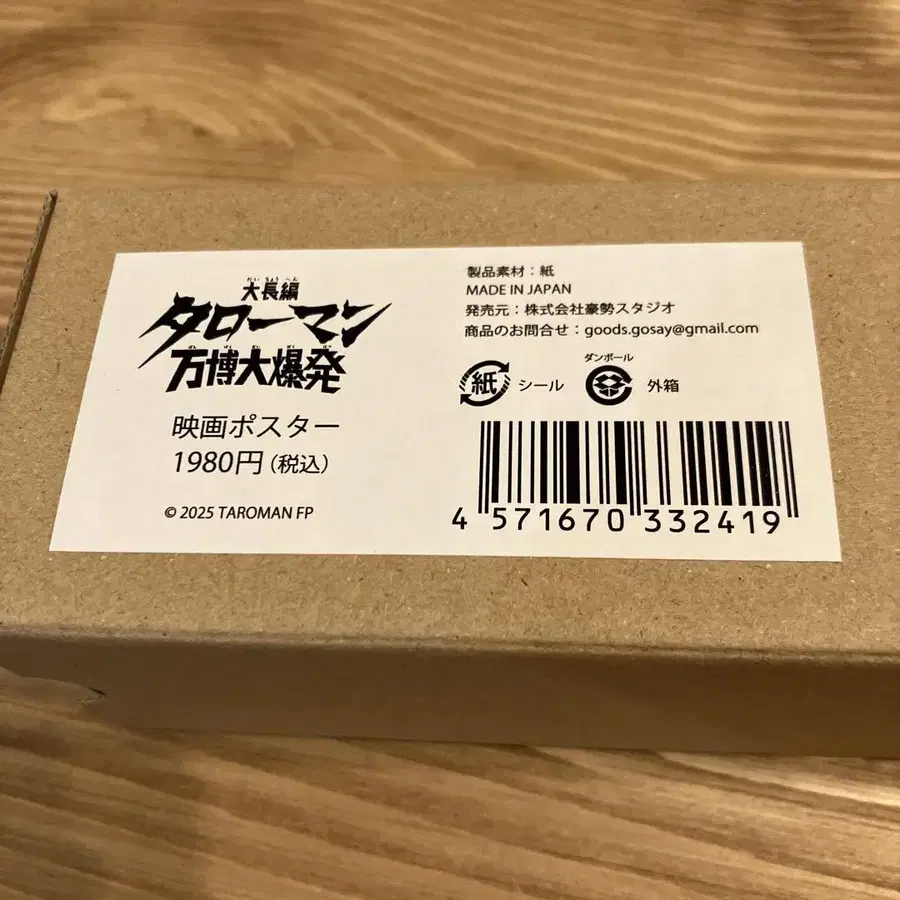 だい ちょう へん
大長編
タローマン
ばん ぱく だい ばく はつ
万博大爆発
映画ポスター
1980円(税込)
© 2025 TAROMAN FP
製品素材:紙
MADE IN JAPAN
発売元:株式会社豪勢スタジオ
商品のお問合せ:goods.gosay@gmail.com
紙 シール
ダンボール
外箱
4 571670 332419